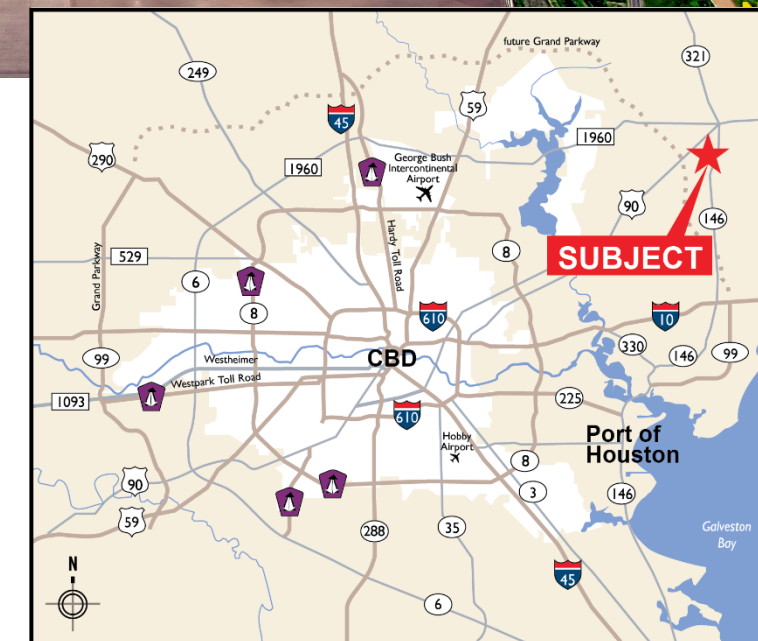 future Grand Parkway
321
249
59
45
1960
290
George Bush
Intercontinental
Airport
1960
146
90
Hardy Toll Road
SUBJECT
8
529
Grand Parkway
6
8
610
10
CBD
330
146
99
99
Westheimer
Westpark Toll Road
1093
225
610
Hobby
Airport
Port of
Houston
8
90
3
146
59
288
35
Galveston
Bay
N
45
6